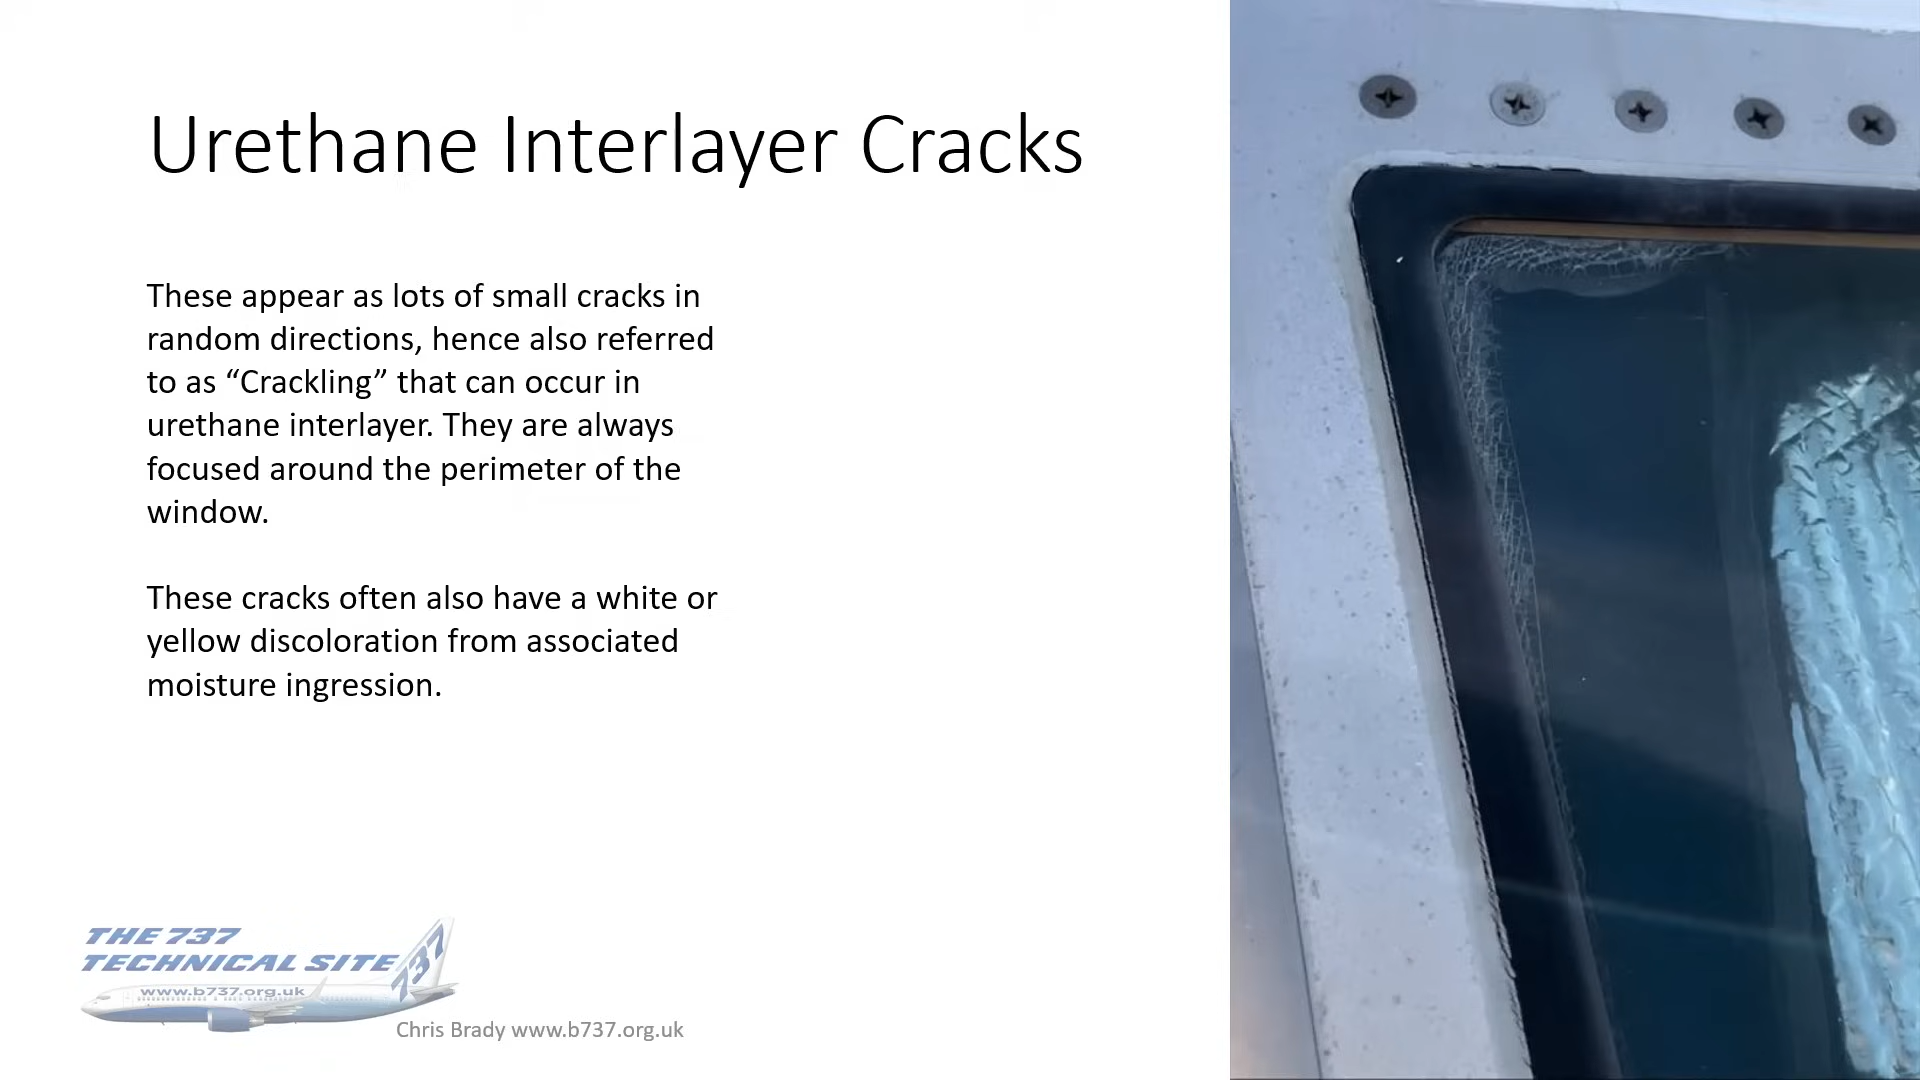 Urethane Interlayer Cracks
These appear as lots of small cracks in
random directions, hence also referred
to as “Crackling” that can occur in
urethane interlayer. They are always
focused around the perimeter of the
window.
These cracks often also have a white or
yellow discoloration from associated
moisture ingression.
THE 737
TECHNICAL SITE
737
www.b737.org.uk
Chris Brady www.b737.org.uk